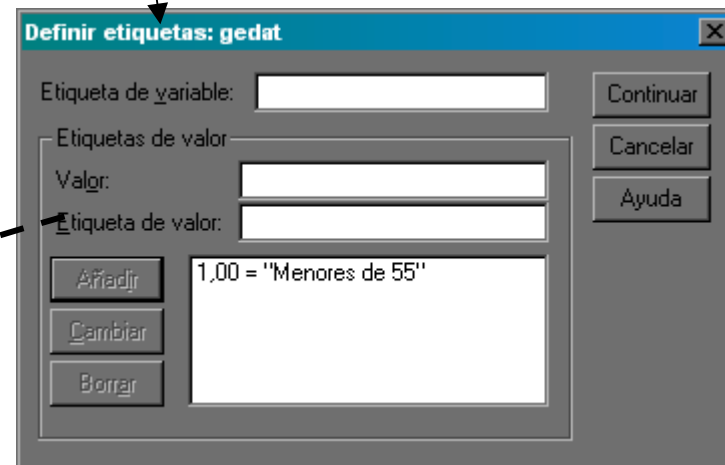 Definir etiquetas: gedat
Etiqueta de variable:
Continuar
Etiquetas de valor
Cancelar
Valor:
Ayuda
Etiqueta de valor:
Añadir
1,00 = "Menores de 55"
Cambiar
Borrar